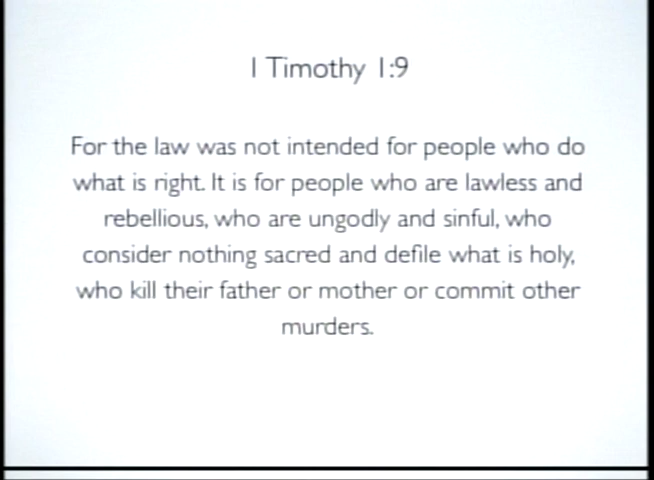 1 Timothy 1:9
For the law was not intended for people who do
what is right. It is for people who are lawless and
rebellious, who are ungodly and sinful, who
consider nothing sacred and defile what is holy,
who kill their father or mother or commit other
murders.